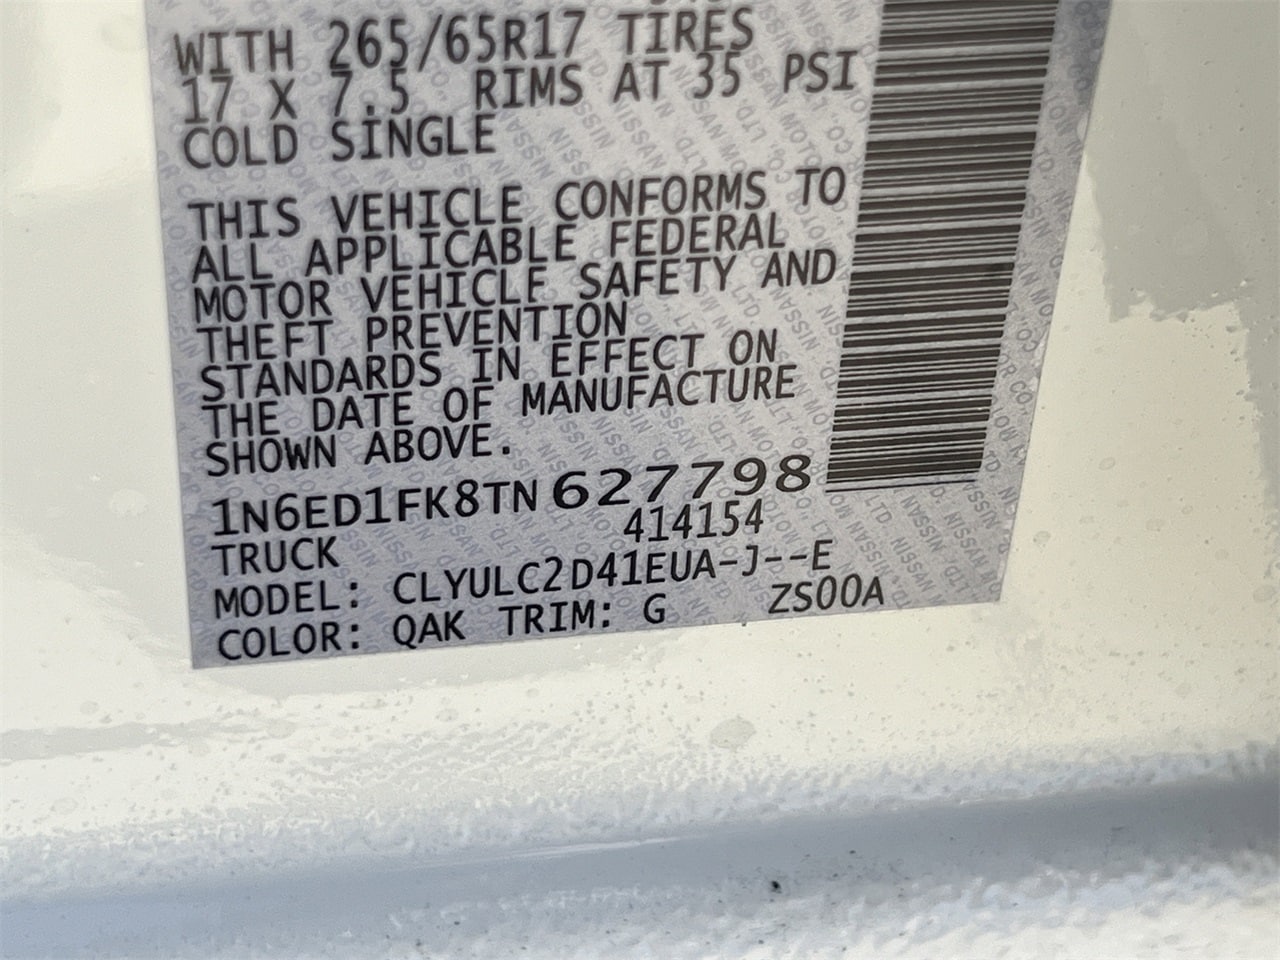 WITH 265/65R17 TIRES
17 X 7.5 RIMS AT 35 PSI
COLD SINGLE
THIS VEHICLE CONFORMS TO
ALL APPLICABLE FEDERAL
MOTOR VEHICLE SAFETY AND
THEFT PREVENTION
STANDARDS IN EFFECT ON
THE DATE OF MANUFACTURE
SHOWN ABOVE.
1N6ED1FK8TN627798
TRUCK 414154
MODEL: CLYULC2D41EUA-J--E
COLOR: QAK TRIM: G ZS00A